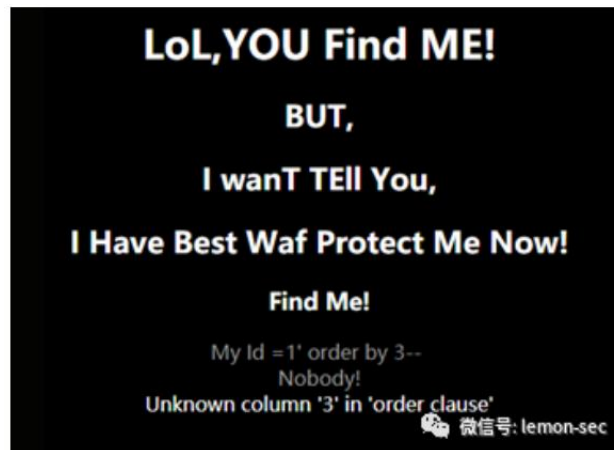 LoL,YOU Find ME!
BUT,
I wanT TEll You,
I Have Best Waf Protect Me Now!
Find Me!
My Id =1' order by 3--
Nobody!
Unknown column '3' in 'order clause'
微信号: lemon-sec